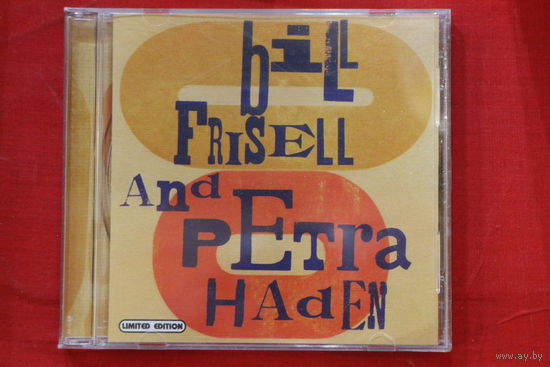 bill
FRISELL
And
PETra
HAdEN
LIMITED EDITION
www.ay.by